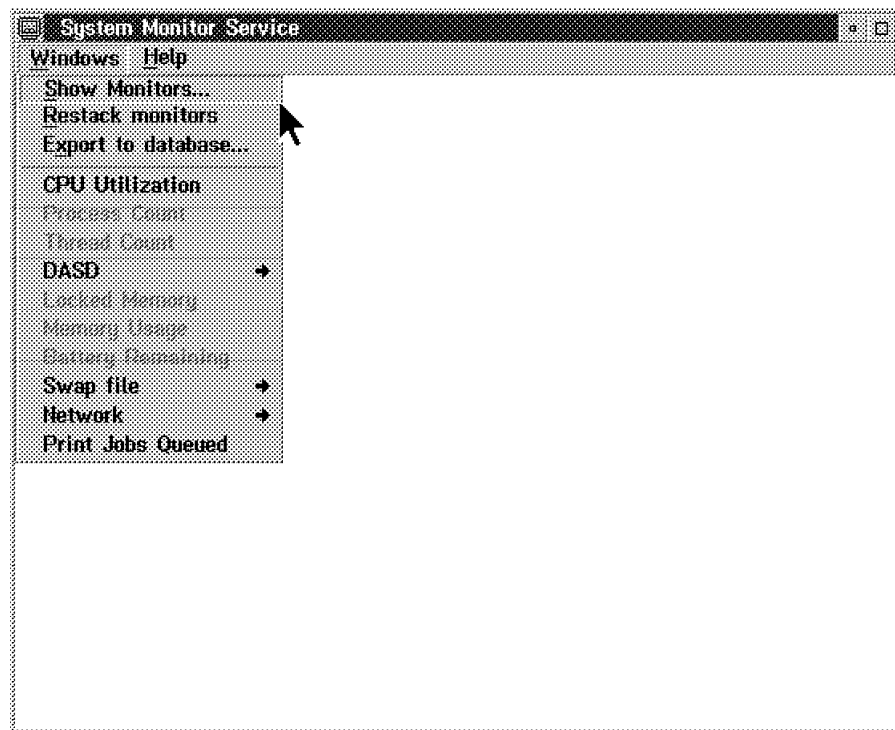 System Monitor Service
Windows Help
Show Monitors...
Restack monitors
Export to database...
CPU Utilization
Process Count
Thread Count
DASD
Locked Memory
Memory Usage
Battery Remaining
Swap file
Network
Print Jobs Queued